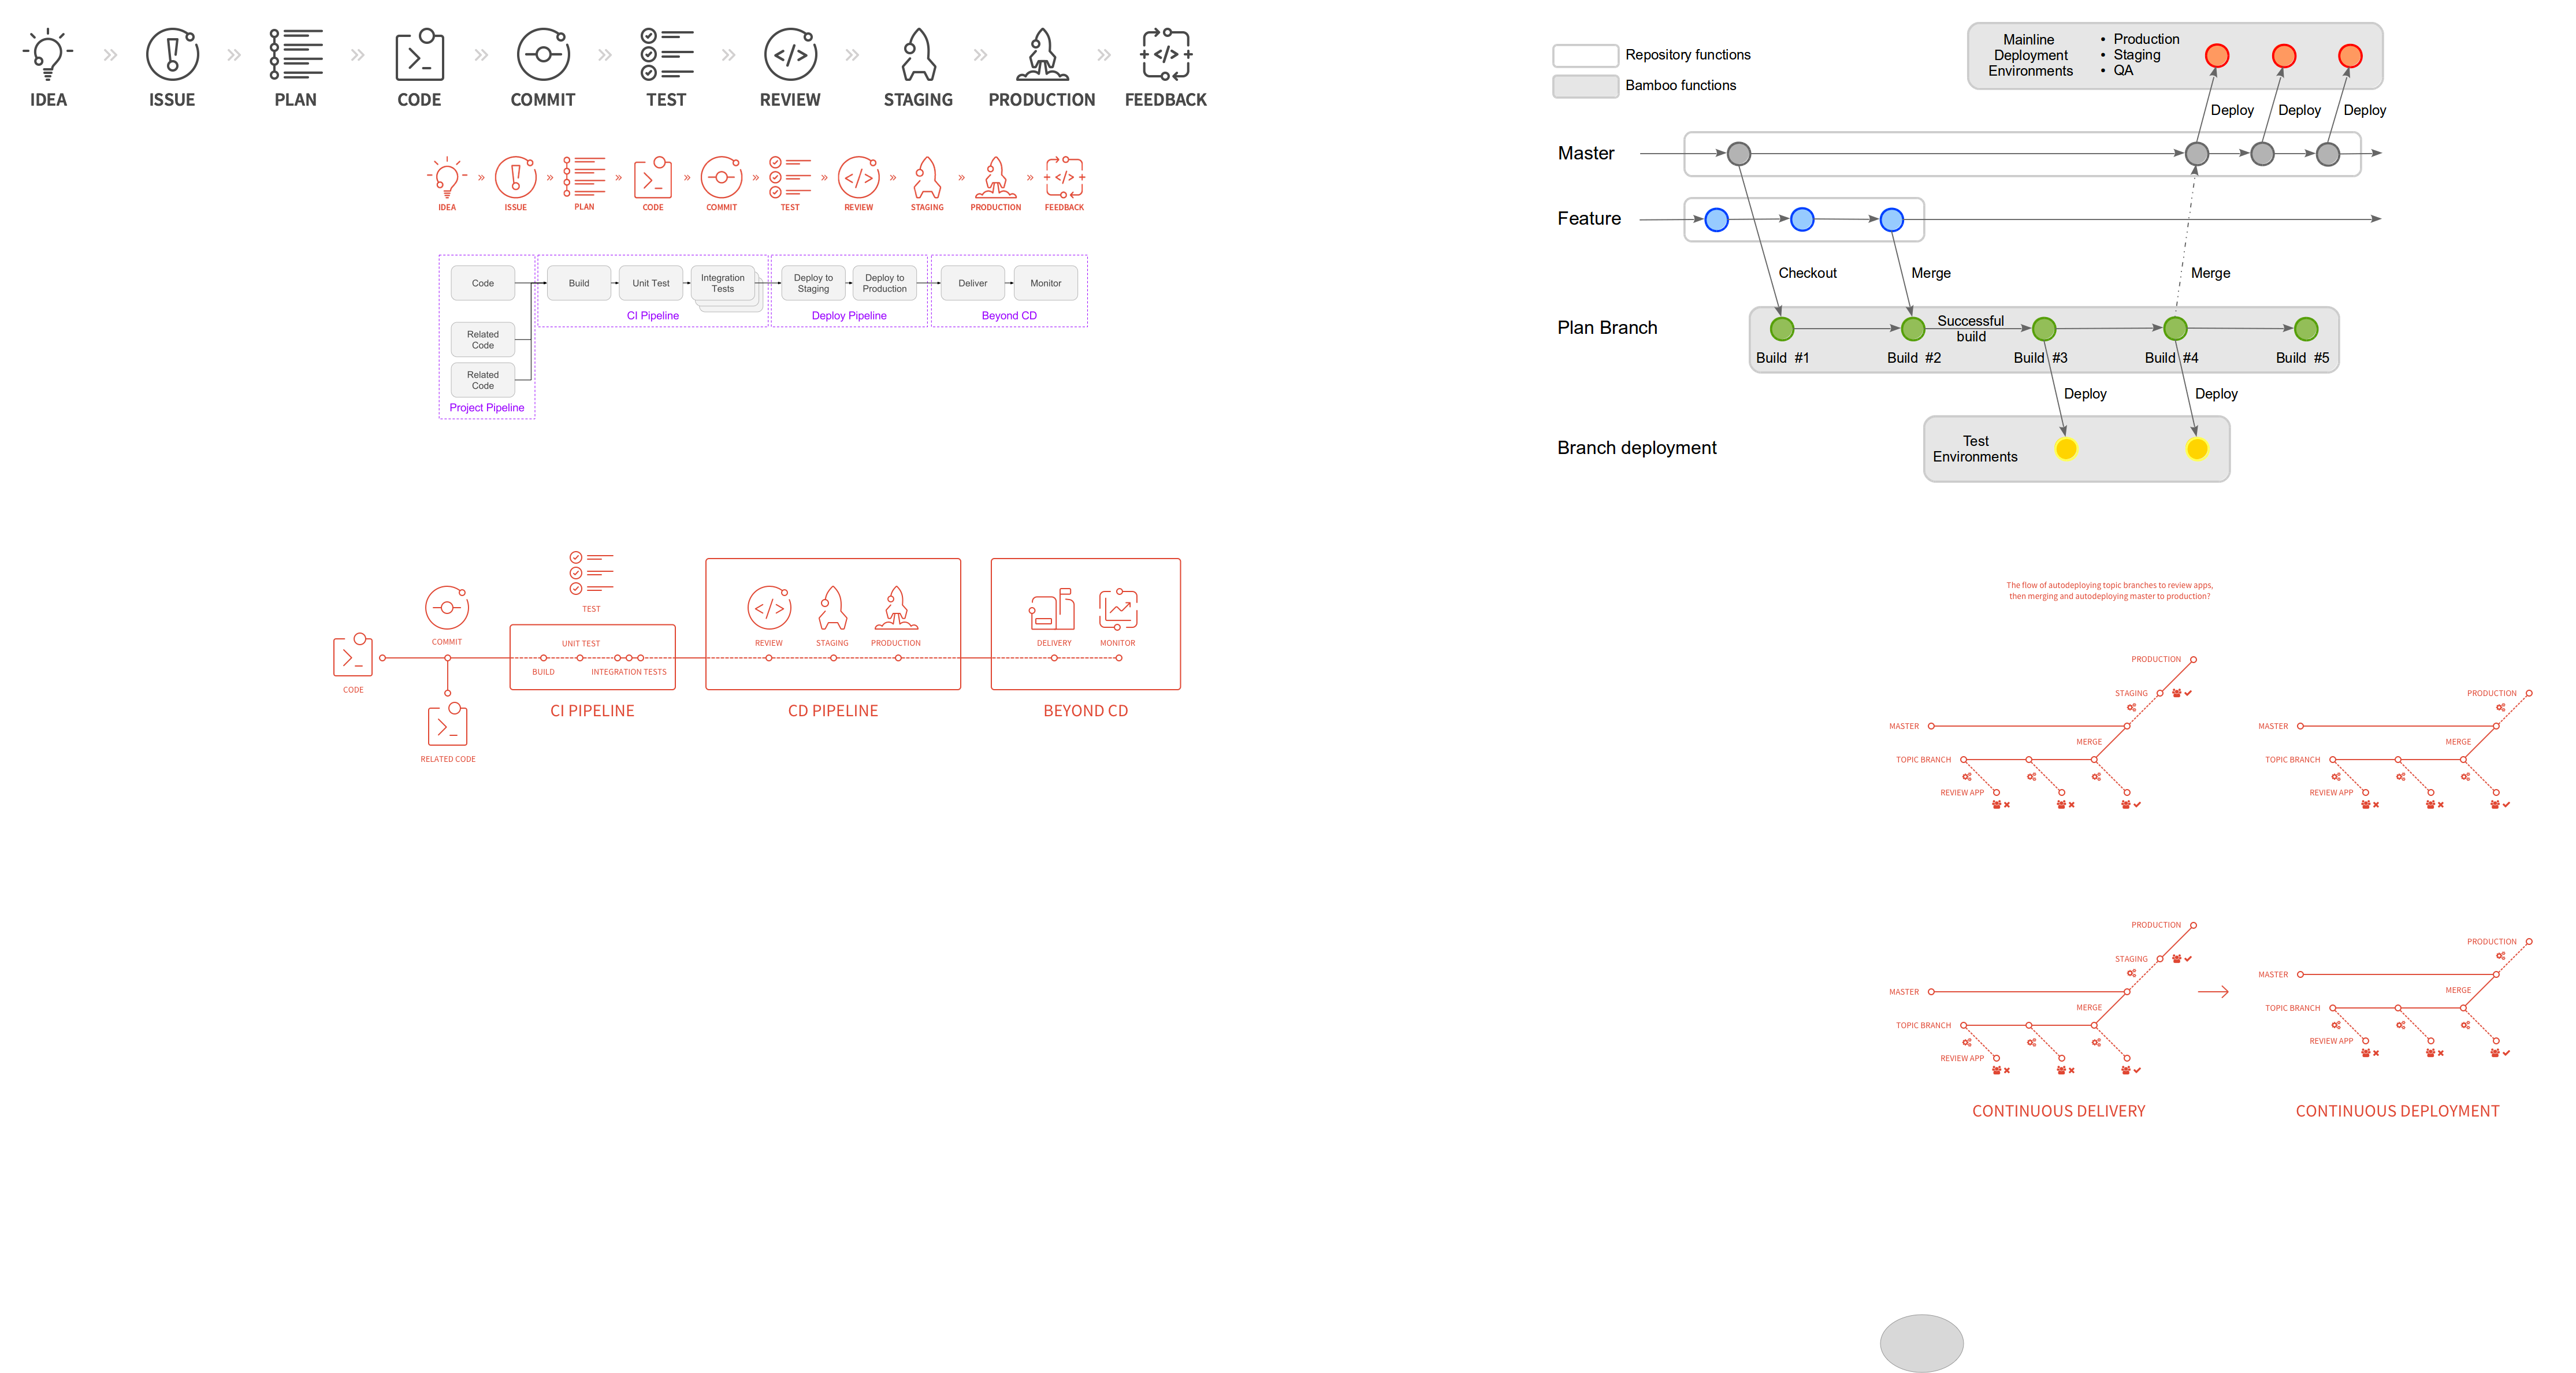 IDEA
ISSUE
PLAN
CODE
COMMIT
TEST
REVIEW
STAGING
PRODUCTION
FEEDBACK
IDEA
ISSUE
PLAN
CODE
COMMIT
TEST
REVIEW
STAGING
PRODUCTION
FEEDBACK
Code
Related
Code
Related
Code
Project Pipeline
Build
Unit Test
Integration
Tests
CI Pipeline
Deploy to
Staging
Deploy to
Production
Deploy Pipeline
Deliver
Monitor
Beyond CD
CODE
COMMIT
RELATED CODE
TEST
UNIT TEST
BUILD
INTEGRATION TESTS
CI PIPELINE
REVIEW
STAGING
PRODUCTION
CD PIPELINE
DELIVERY
MONITOR
BEYOND CD
Repository functions
Bamboo functions
Mainline
Deployment
Environments
• Production
• Staging
• QA
Deploy
Deploy
Deploy
Master
Feature
Checkout
Merge
Merge
Plan Branch
Successful
build
Build #1
Build #2
Build #3
Build #4
Build #5
Deploy
Deploy
Branch deployment
Test
Environments
The flow of autodeploying topic branches to review apps,
then merging and autodeploying master to production?
PRODUCTION
STAGING
MASTER
MERGE
TOPIC BRANCH
REVIEW APP
PRODUCTION
MASTER
MERGE
TOPIC BRANCH
REVIEW APP
PRODUCTION
STAGING
MASTER
MERGE
TOPIC BRANCH
REVIEW APP
CONTINUOUS DELIVERY
PRODUCTION
MASTER
MERGE
TOPIC BRANCH
REVIEW APP
CONTINUOUS DEPLOYMENT